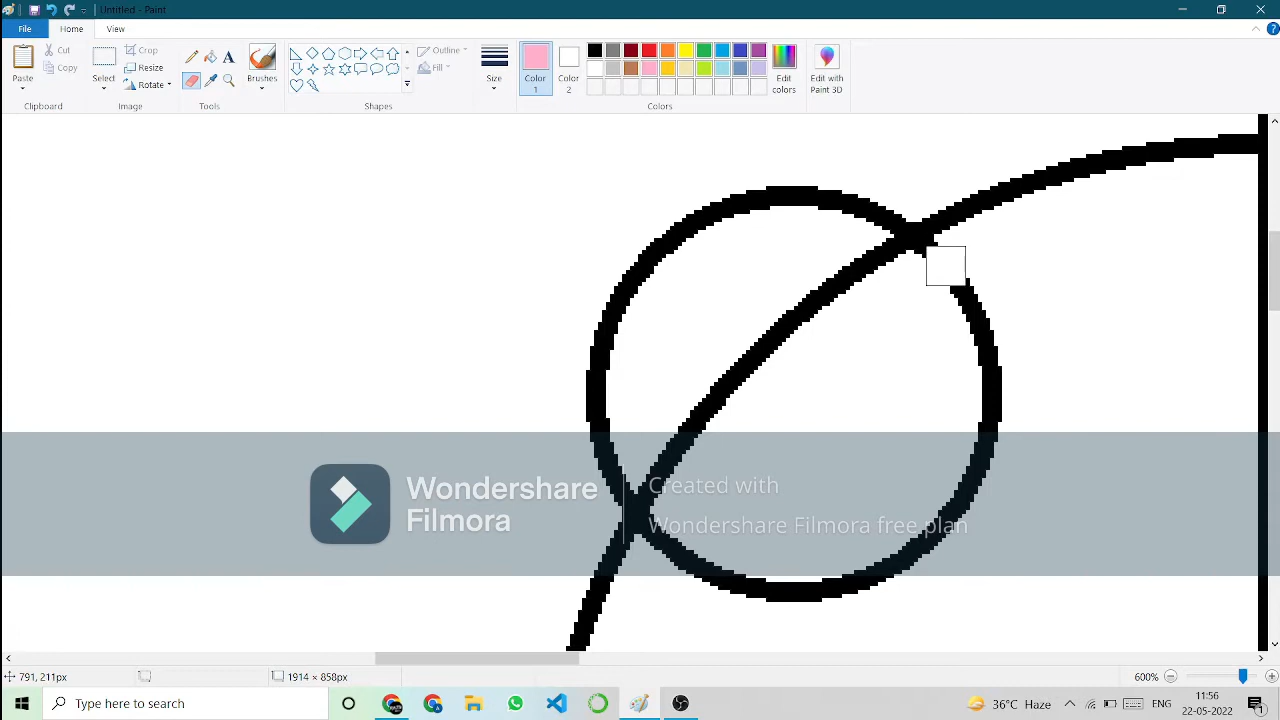 Untitled - Paint
File Home View
Paste
Cut
Copy
Clipboard
Select
Crop
Resize
Rotate
Image
Tools
Brushes
Outline
Fill
Shapes
Size
Color 1
Color 2
Edit colors
Colors
Edit with Paint 3D
Wondershare Filmora
Created with
Wondershare Filmora free plan
791, 211px
1914 × 858px
600%
Type here to search
36°C Haze
ENG
11:56
22-05-2022
1